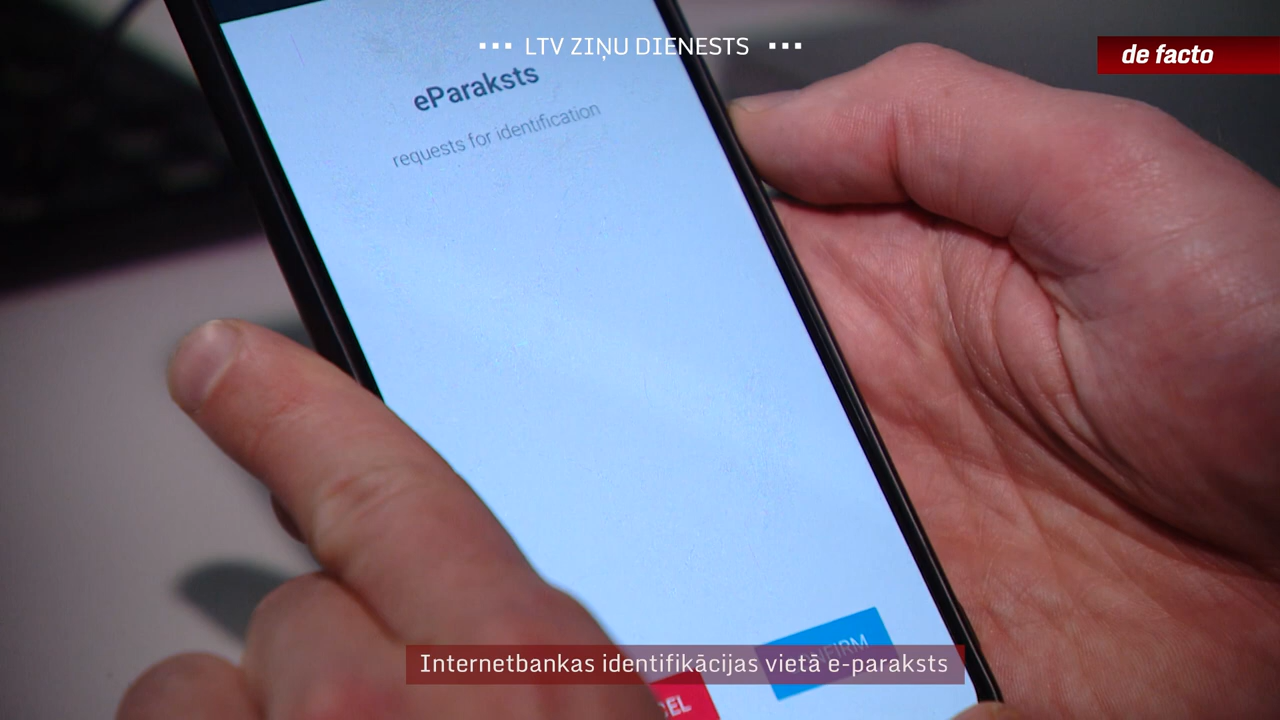 LTV ZIŅU DIENESTS
de facto
eParaksts
requests for identification
Internetbankas identifikācijas vietā e-paraksts